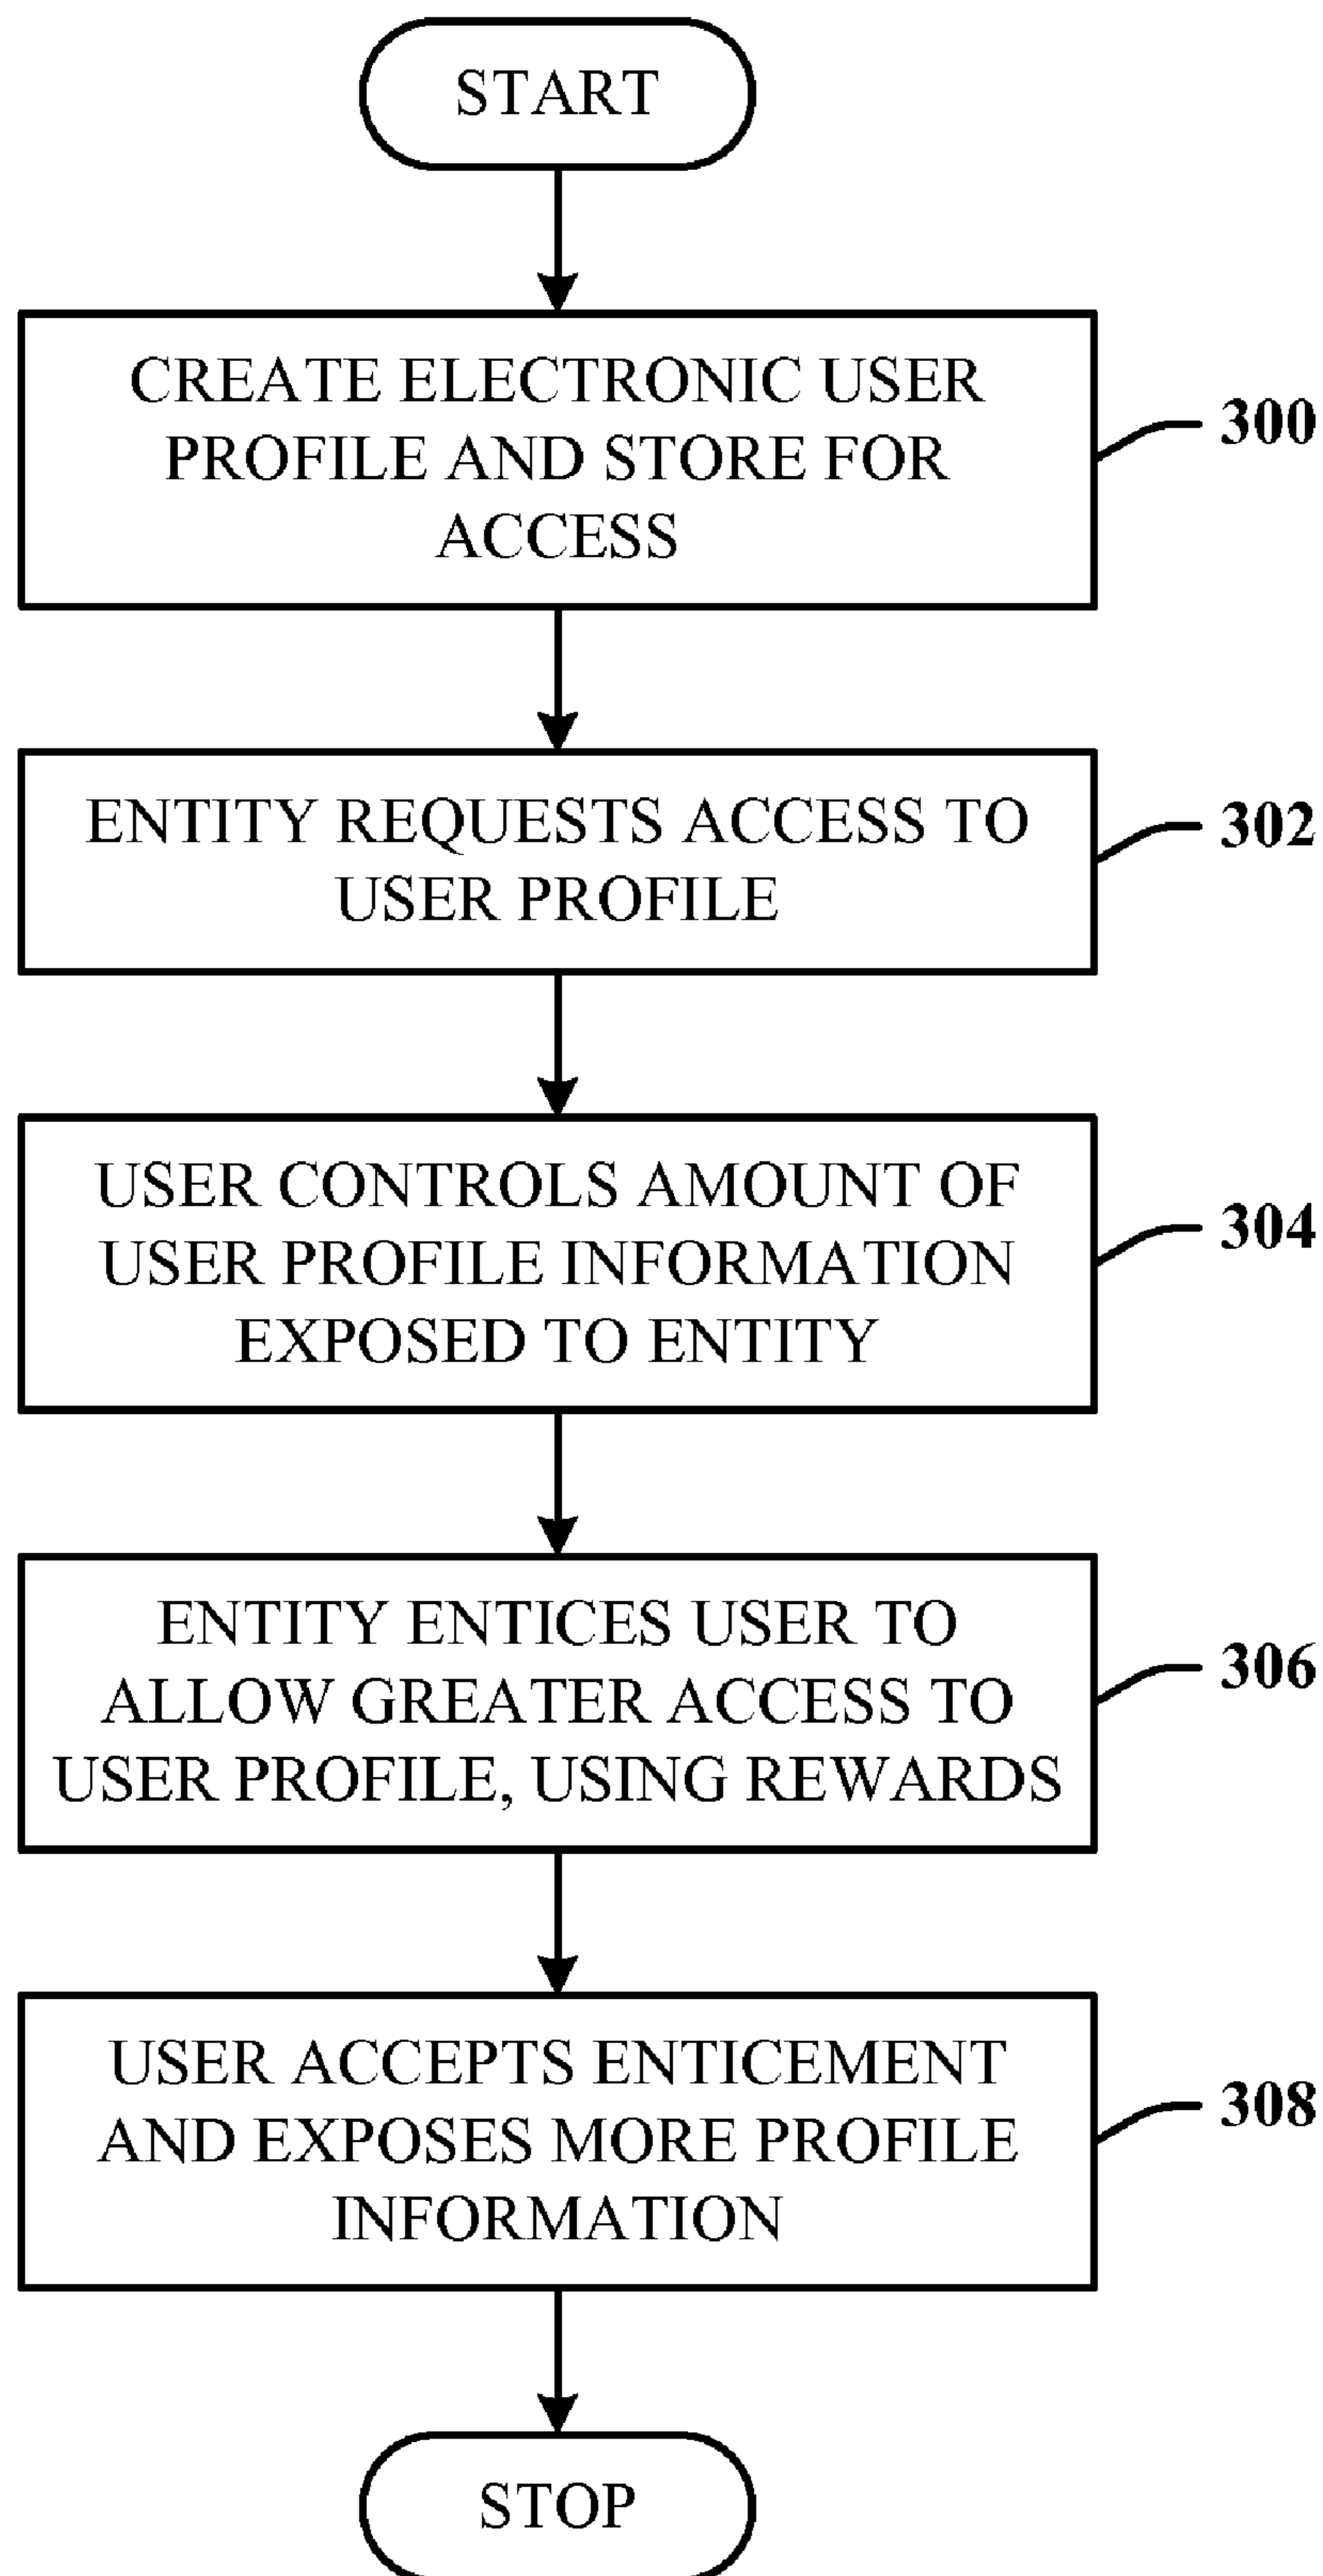 START
CREATE ELECTRONIC USER
PROFILE AND STORE FOR
ACCESS
300
ENTITY REQUESTS ACCESS TO
USER PROFILE
302
USER CONTROLS AMOUNT OF
USER PROFILE INFORMATION
EXPOSED TO ENTITY
304
ENTITY ENTICES USER TO
ALLOW GREATER ACCESS TO
USER PROFILE, USING REWARDS
306
USER ACCEPTS ENTICEMENT
AND EXPOSES MORE PROFILE
INFORMATION
308
STOP